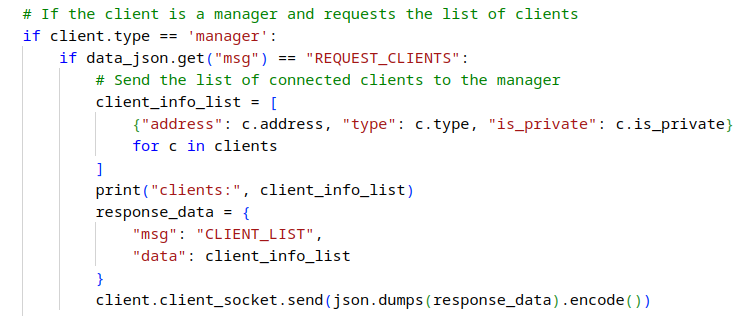 # If the client is a manager and requests the list of clients
if client.type == 'manager':
    if data_json.get("msg") == "REQUEST_CLIENTS":
        # Send the list of connected clients to the manager
        client_info_list = [
            {"address": c.address, "type": c.type, "is_private": c.is_private}
            for c in clients
        ]
        print("clients:", client_info_list)
        response_data = {
            "msg": "CLIENT_LIST",
            "data": client_info_list
        }
        client.client_socket.send(json.dumps(response_data).encode())